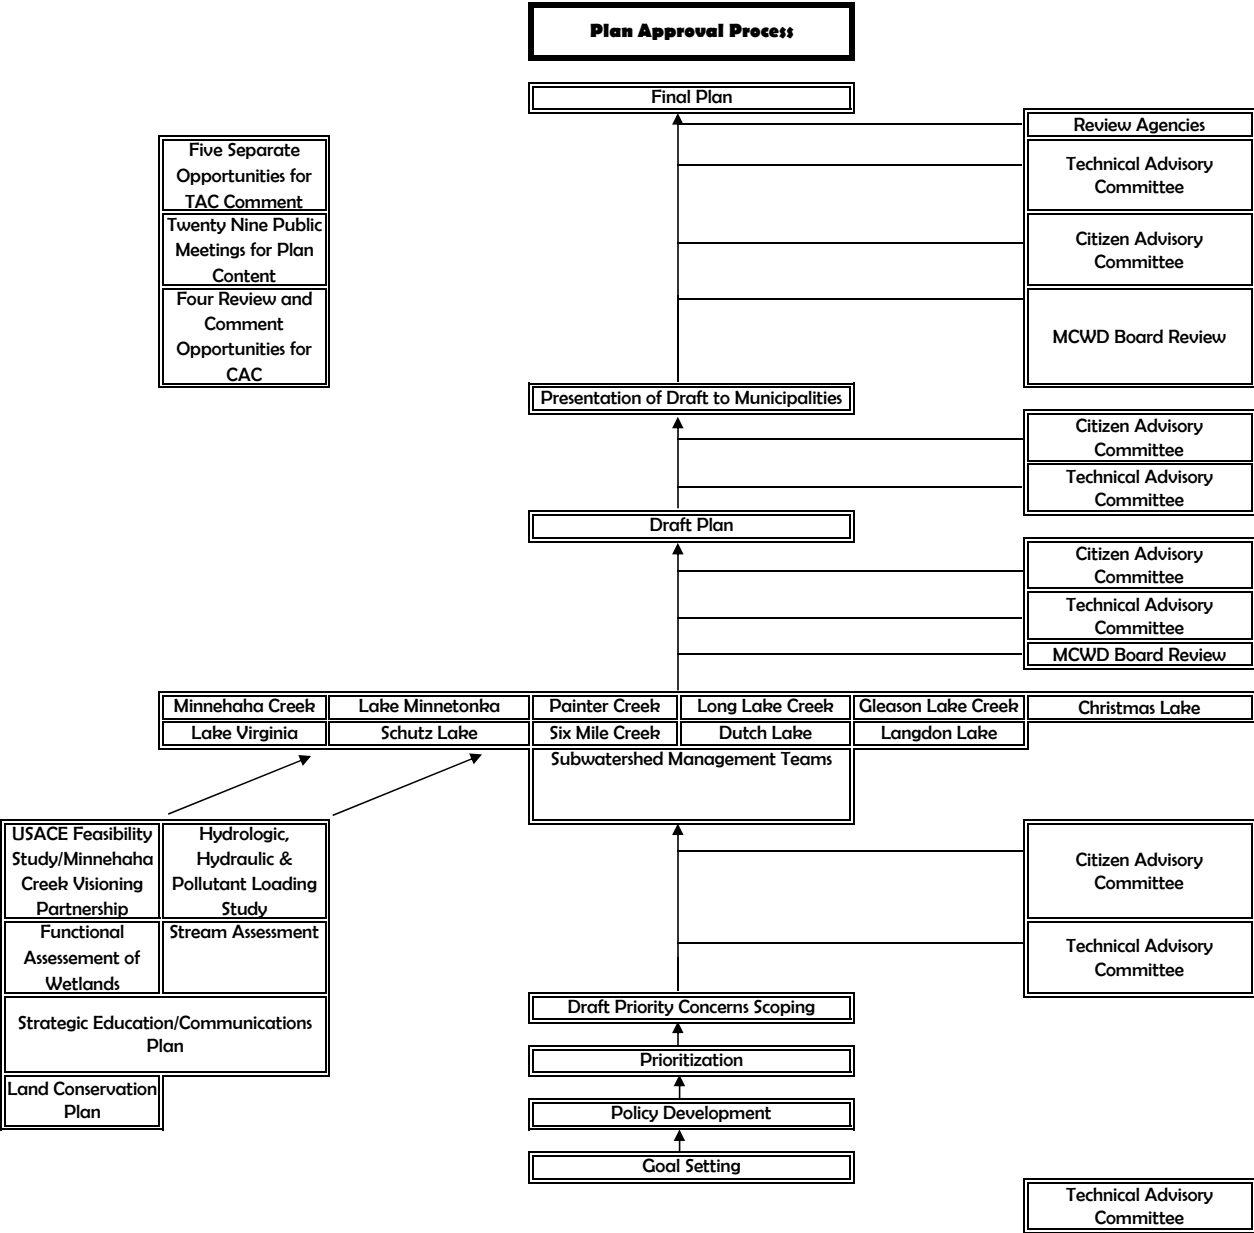 Plan Approval Process
Final Plan
Review Agencies
Five Separate
Opportunities for
TAC Comment
Technical Advisory
Committee
Twenty Nine Public
Meetings for Plan
Content
Citizen Advisory
Committee
Four Review and
Comment
Opportunities for
CAC
MCWD Board Review
Presentation of Draft to Municipalities
Citizen Advisory
Committee
Technical Advisory
Committee
Draft Plan
Citizen Advisory
Committee
Technical Advisory
Committee
MCWD Board Review
Minnehaha Creek
Lake Minnetonka
Painter Creek
Long Lake Creek
Gleason Lake Creek
Christmas Lake
Lake Virginia
Schutz Lake
Six Mile Creek
Dutch Lake
Langdon Lake
Subwatershed Management Teams
USACE Feasibility
Study/Minnehaha
Creek Visioning
Partnership
Hydrologic,
Hydraulic &
Pollutant Loading
Study
Citizen Advisory
Committee
Functional
Assessement of
Wetlands
Stream Assessment
Technical Advisory
Committee
Draft Priority Concerns Scoping
Strategic Education/Communications
Plan
Prioritization
Land Conservation
Plan
Policy Development
Goal Setting
Technical Advisory
Committee